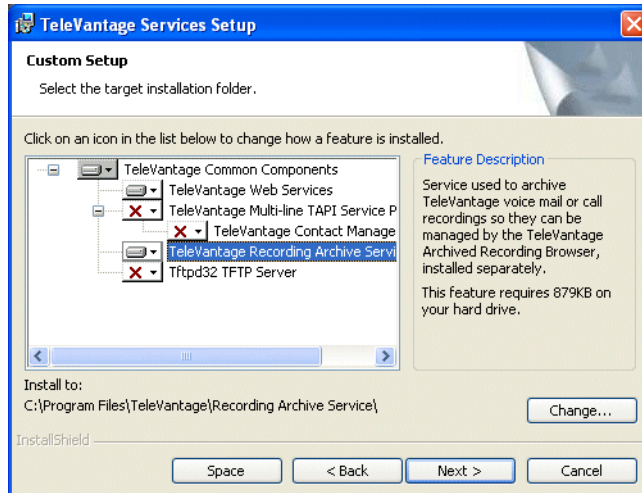 TeleVantage Services Setup
Custom Setup
Select the target installation folder.
Click on an icon in the list below to change how a feature is installed.
TeleVantage Common Components
TeleVantage Web Services
TeleVantage Multi-line TAPI Service P
TeleVantage Contact Manage
TeleVantage Recording Archive Servi
Tftpd32 TFTP Server
Feature Description
Service used to archive
TeleVantage voice mail or call
recordings so they can be
managed by the TeleVantage
Archived Recording Browser,
installed separately.
This feature requires 879KB on
your hard drive.
Install to:
C:\Program Files\TeleVantage\Recording Archive Service\
Change...
InstallShield
Space
< Back
Next >
Cancel